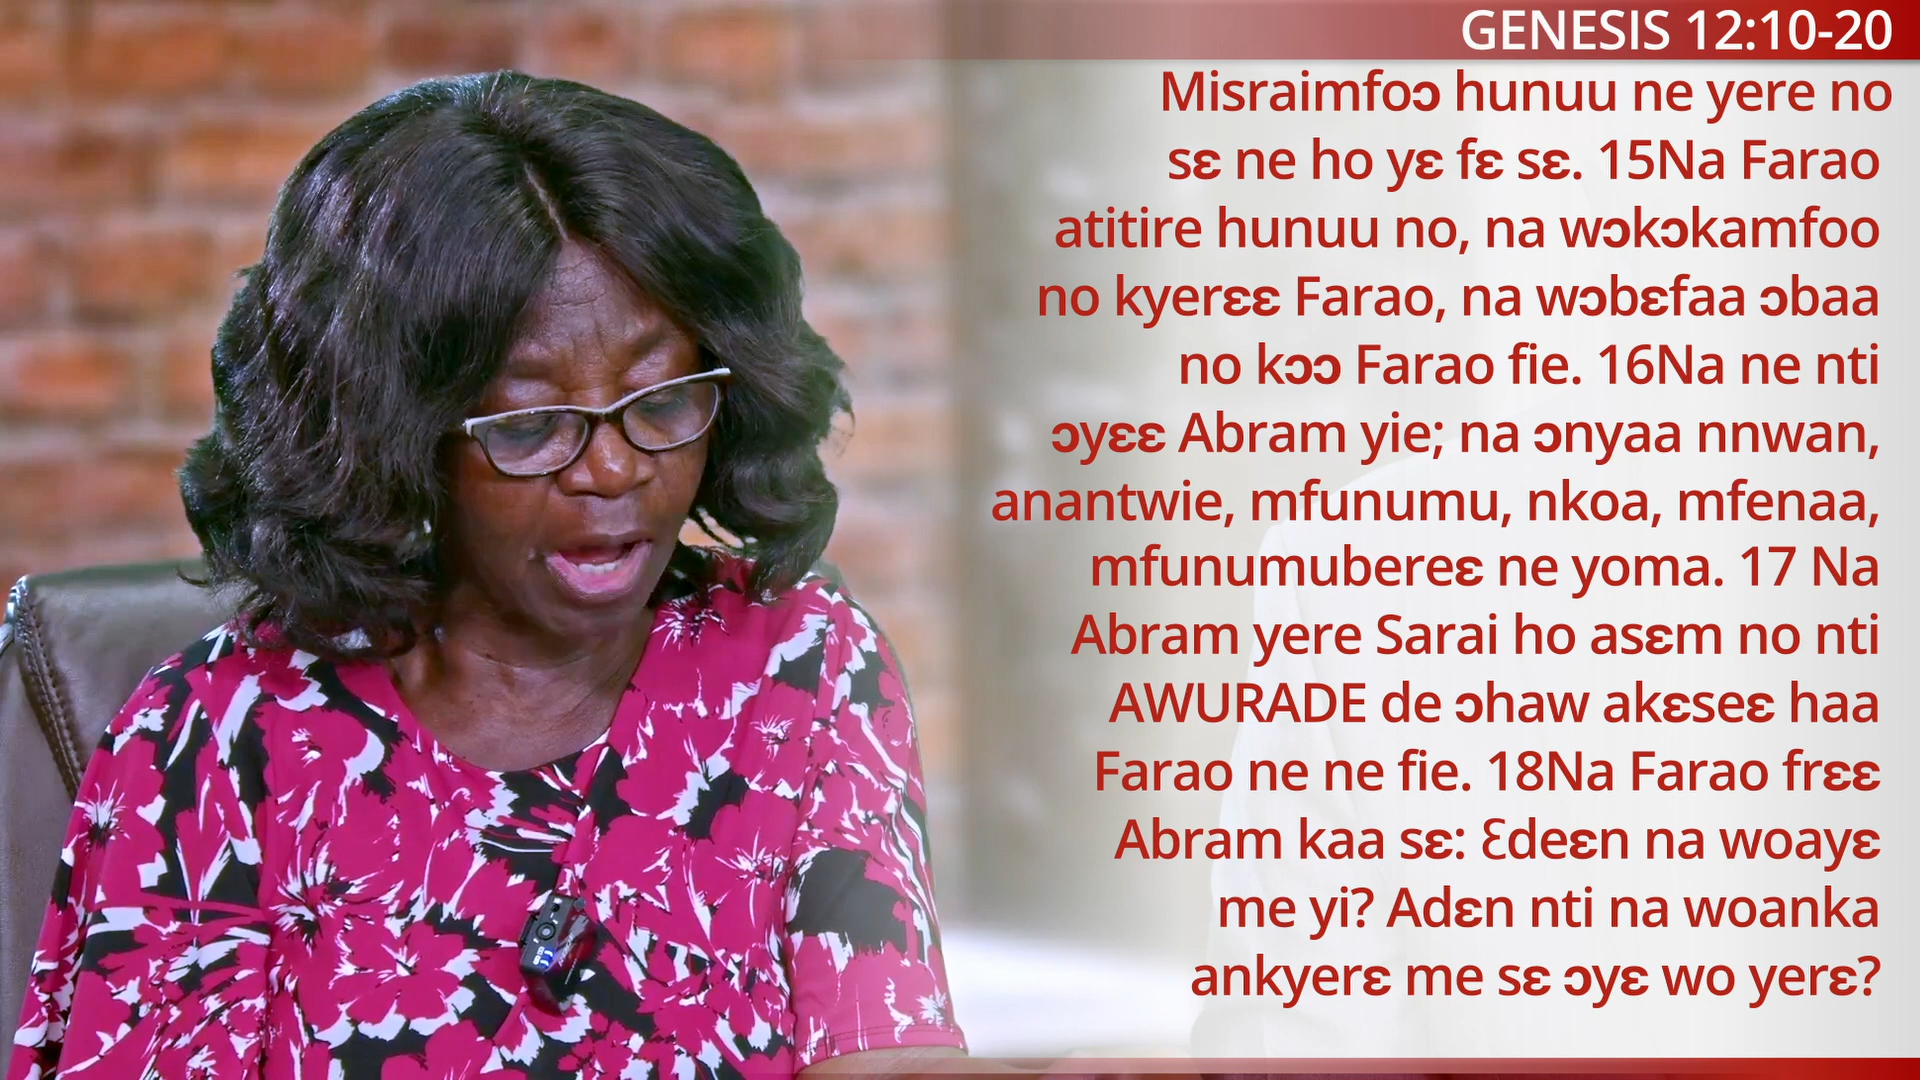 GENESIS 12:10-20
Misraimfoɔ hunuu ne yere no
sɛ ne ho yɛ fɛ sɛ. 15Na Farao
atitire hunuu no, na wɔkɔkamfoo
no kyerɛɛ Farao, na wɔbɛfaa ɔbaa
no kɔɔ Farao fie. 16Na ne nti
ɔyɛɛ Abram yie; na ɔnyaa nnwan,
anantwie, mfunumu, nkoa, mfenaa,
mfunumubereɛ ne yoma. 17 Na
Abram yere Sarai ho asɛm no nti
AWURADE de ɔhaw akɛseɛ haa
Farao ne ne fie. 18Na Farao frɛɛ
Abram kaa sɛ: Ɛdeɛn na woayɛ
me yi? Adɛn nti na woanka
ankyerɛ me sɛ ɔyɛ wo yerɛ?